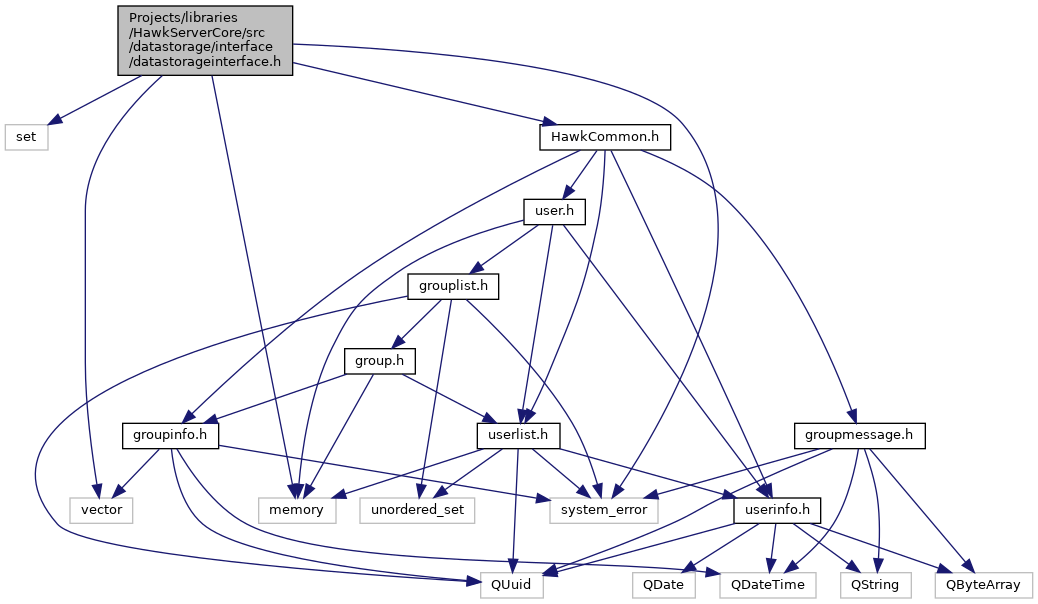 Projects/libraries
/HawkServerCore/src
/datastorage/interface
/datastorageinterface.h
set
HawkCommon.h
user.h
grouplist.h
group.h
groupinfo.h
userlist.h
groupmessage.h
vector
memory
unordered_set
system_error
userinfo.h
QUuid
QDate
QDateTime
QString
QByteArray